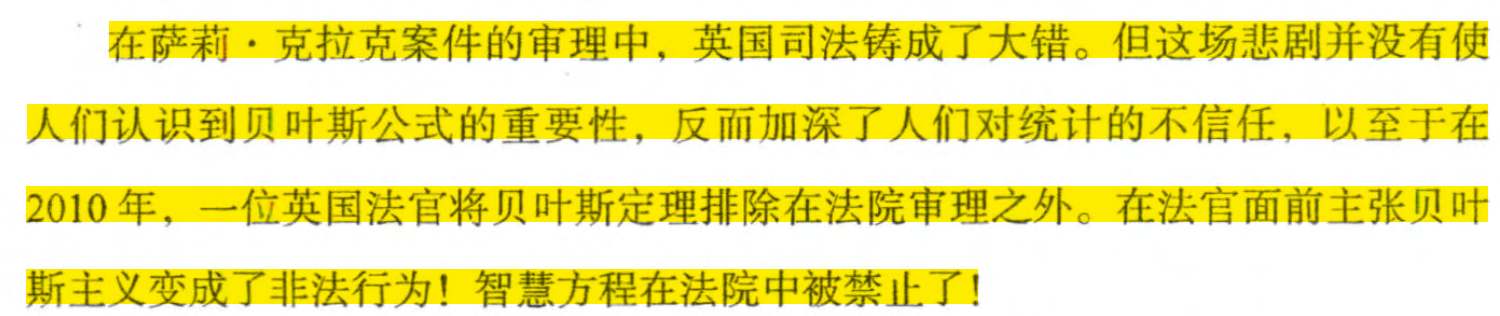 在萨莉·克拉克案件的审理中，英国司法铸成了大错。但这场悲剧并没有使
人们认识到贝叶斯公式的重要性，反而加深了人们对统计的不信任，以至于在
2010 年，一位英国法官将贝叶斯定理排除在法院审理之外。在法官面前主张贝叶
斯主义变成了非法行为！智慧方程在法院中被禁止了！